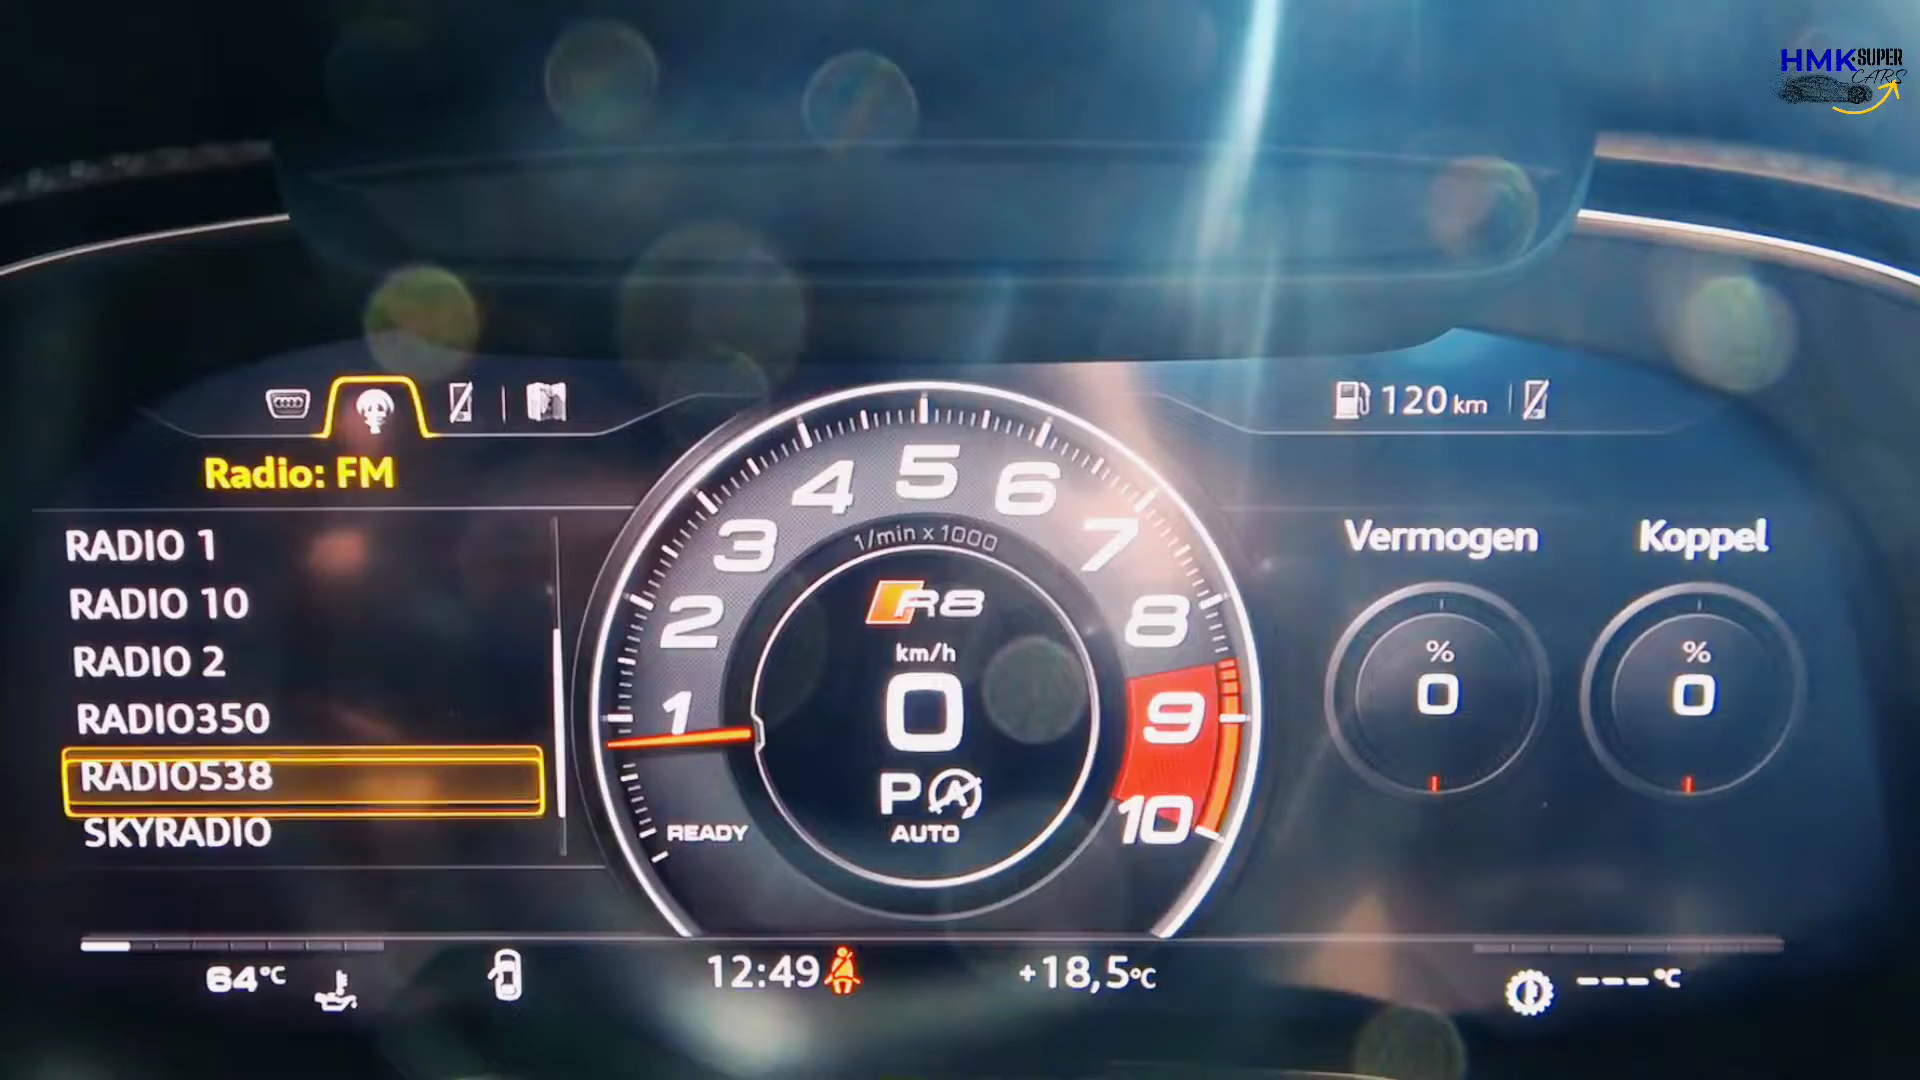 HMK SUPER
CARS
120 km
Radio: FM
RADIO 1
RADIO 10
RADIO 2
RADIO350
RADIO538
SKYRADIO
1
2
3
4
5
6
7
8
9
10
1/min x 1000
R8
km/h
0
P A
AUTO
READY
Vermogen
%
0
Koppel
%
0
64°C
12:49
+18,5°C
---°C